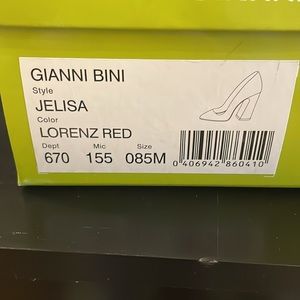 GIANNI BINI
Style
JELISA
Color
LORENZ RED
Dept Mic Size
670 155 085M
0 406942 860410